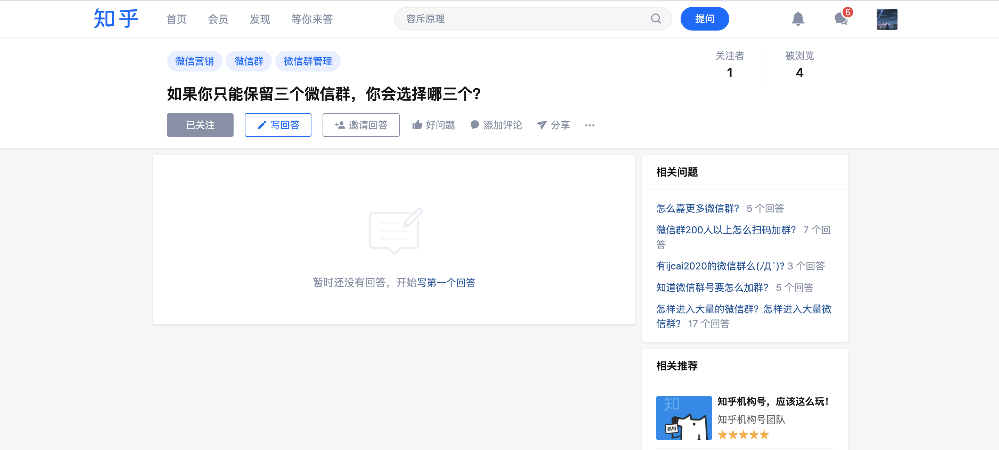 知乎 首页 会员 发现 等你来答 容斥原理 提问 5
微信营销 微信群 微信群管理
关注者 被浏览
1 4
如果你只能保留三个微信群，你会选择哪三个？
已关注 写回答 邀请回答 好问题 添加评论 分享 ···
暂时还没有回答，开始写第一个回答
相关问题
怎么嘉更多微信群？ 5 个回答
微信群200人以上怎么扫码加群？ 7 个回
答
有ijcai2020的微信群么(ﾉД`)? 3 个回答
知道微信群号要怎么加群？ 5 个回答
怎样进入大量的微信群？怎样进入大量微
信群？ 17 个回答
相关推荐
知
机构
知乎机构号，应该这么玩！
知乎机构号团队